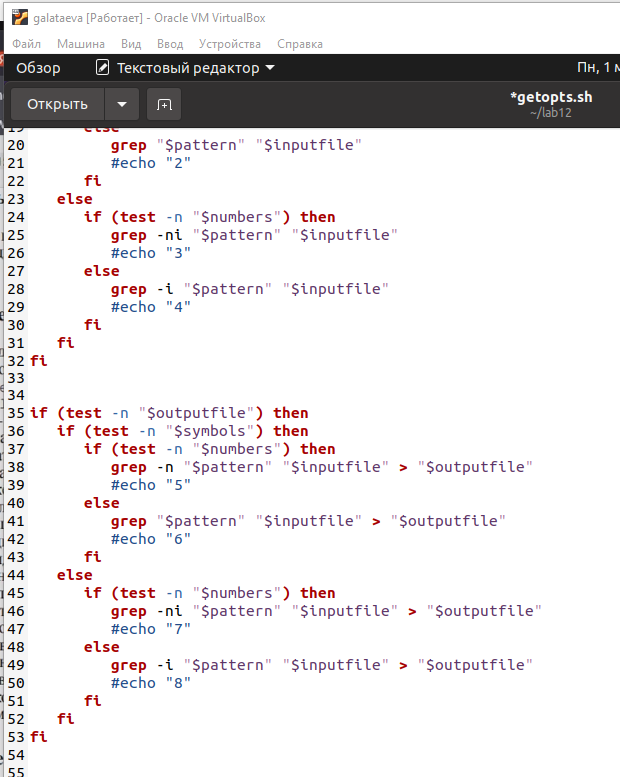 galataeva [Работает] - Oracle VM VirtualBox
Файл Машина Вид Ввод Устройства Справка
Обзор Текстовый редактор Пн, 1
Открыть *getopts.sh
~/lab12
19 else
20 grep "$pattern" "$inputfile"
21 #echo "2"
22 fi
23 else
24 if (test -n "$numbers") then
25 grep -ni "$pattern" "$inputfile"
26 #echo "3"
27 else
28 grep -i "$pattern" "$inputfile"
29 #echo "4"
30 fi
31 fi
32 fi
33
34
35 if (test -n "$outputfile") then
36 if (test -n "$symbols") then
37 if (test -n "$numbers") then
38 grep -n "$pattern" "$inputfile" > "$outputfile"
39 #echo "5"
40 else
41 grep "$pattern" "$inputfile" > "$outputfile"
42 #echo "6"
43 fi
44 else
45 if (test -n "$numbers") then
46 grep -ni "$pattern" "$inputfile" > "$outputfile"
47 #echo "7"
48 else
49 grep -i "$pattern" "$inputfile" > "$outputfile"
50 #echo "8"
51 fi
52 fi
53 fi
54
55